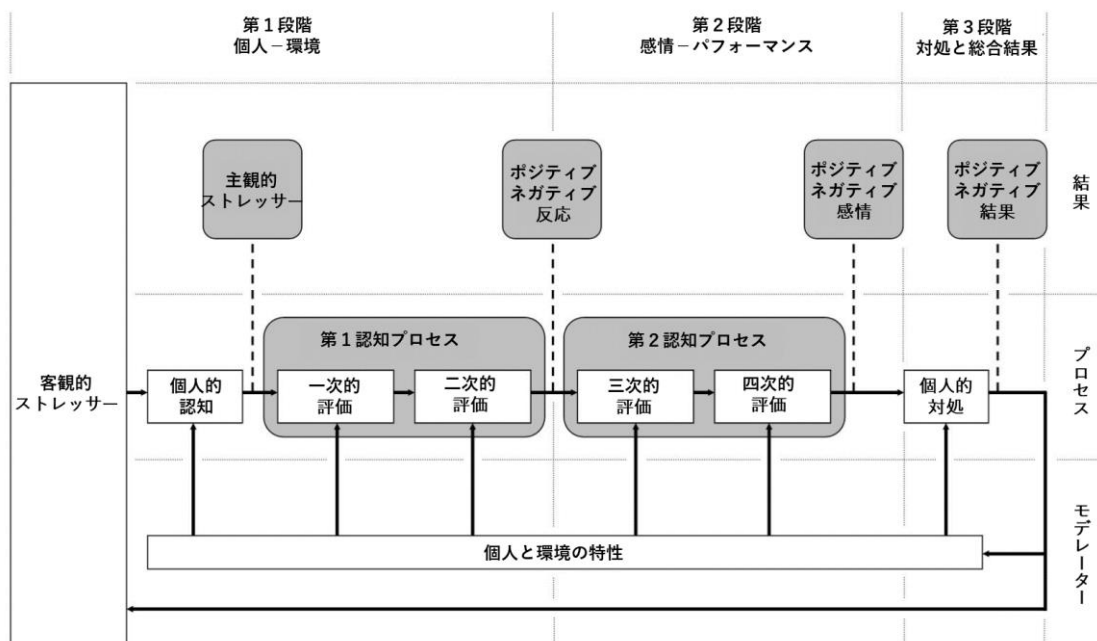 第1段階
個人－環境
第2段階
感情－パフォーマンス
第3段階
対処と総合結果
主観的
ストレッサー
ポジティブ
ネガティブ
反応
ポジティブ
ネガティブ
感情
ポジティブ
ネガティブ
結果
結果
第1認知プロセス
第2認知プロセス
客観的
ストレッサー
個人的
認知
一次的
評価
二次的
評価
三次的
評価
四次的
評価
個人的
対処
プロセス
個人と環境の特性
モデレーター